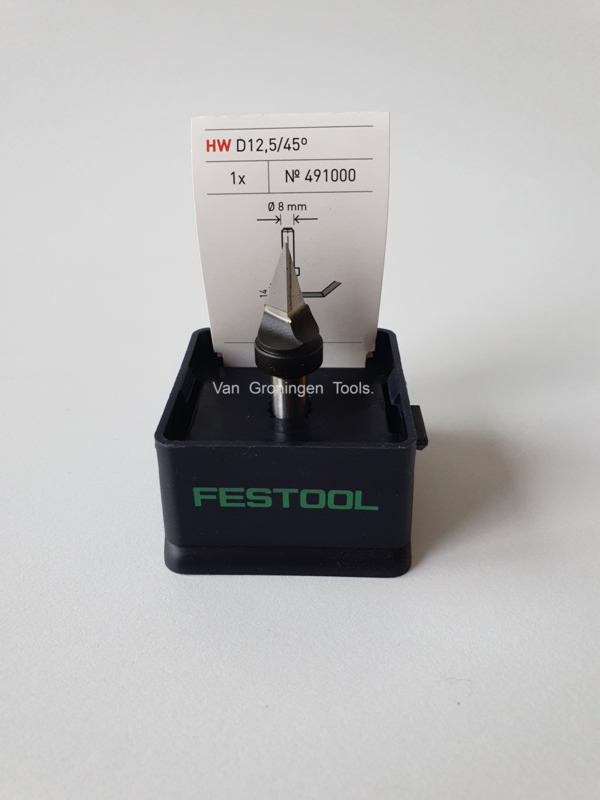 HW D12,5/45°
1x № 491000
Ø 8 mm
14
Van Groningen Tools.
FESTOOL